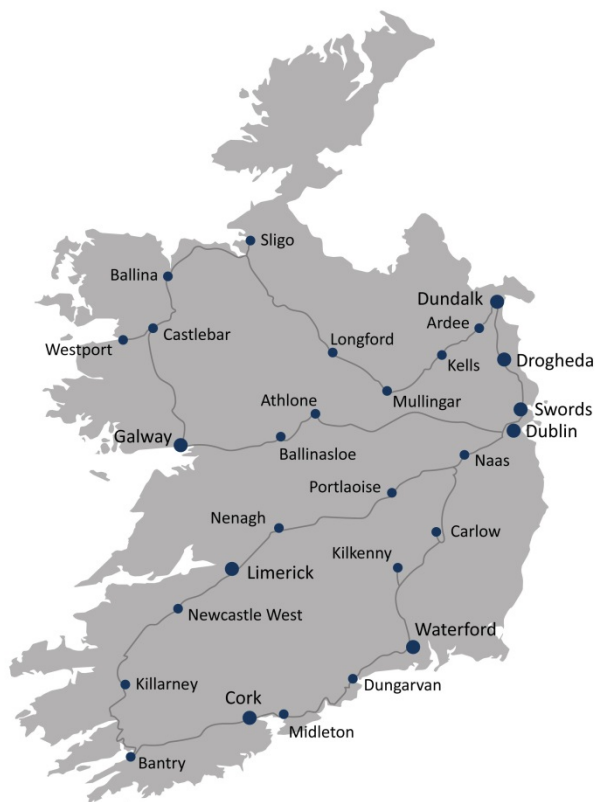 Sligo
Ballina
Dundalk
Ardee
Castlebar
Longford
Westport
Drogheda
Kells
Mullingar
Athlone
Swords
Dublin
Galway
Ballinasloe
Naas
Portlaoise
Nenagh
Carlow
Kilkenny
Limerick
Newcastle West
Waterford
Killarney
Dungarvan
Cork
Midleton
Bantry